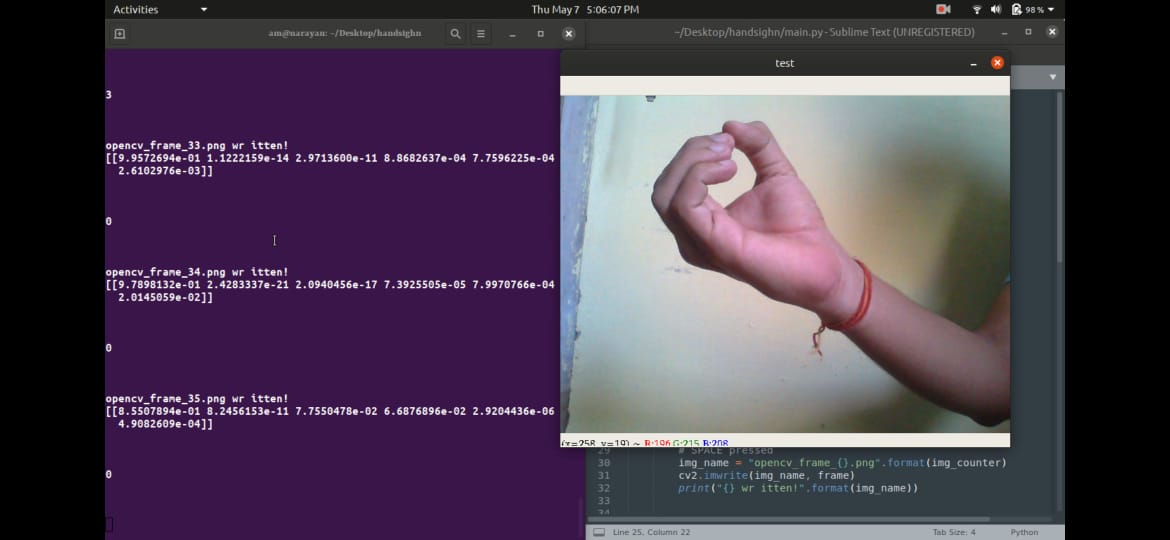 Activities
Thu May 7 5:06:07 PM
98 %
am@narayan: ~/Desktop/handsighn
~/Desktop/handsighn/main.py - Sublime Text (UNREGISTERED)
test
3
opencv_frame_33.png wr itten!
[[9.9572694e-01 1.1222159e-14 2.9713600e-11 8.8682637e-04 7.7596225e-04
2.6102976e-03]]
0
opencv_frame_34.png wr itten!
[[9.7898132e-01 2.4283337e-21 2.0940456e-17 7.3925505e-05 7.9970766e-04
2.0145059e-02]]
0
opencv_frame_35.png wr itten!
[[8.5507894e-01 8.2456153e-11 7.7550478e-02 6.6876896e-02 2.9204436e-06
4.9082609e-04]]
0
(x=258, y=19) ~ R:196 G:215 B:208
29 # SPACE pressed
30 img_name = "opencv_frame_{}.png".format(img_counter)
31 cv2.imwrite(img_name, frame)
32 print("{} wr itten!".format(img_name))
33
34
Line 25, Column 22
Tab Size: 4
Python